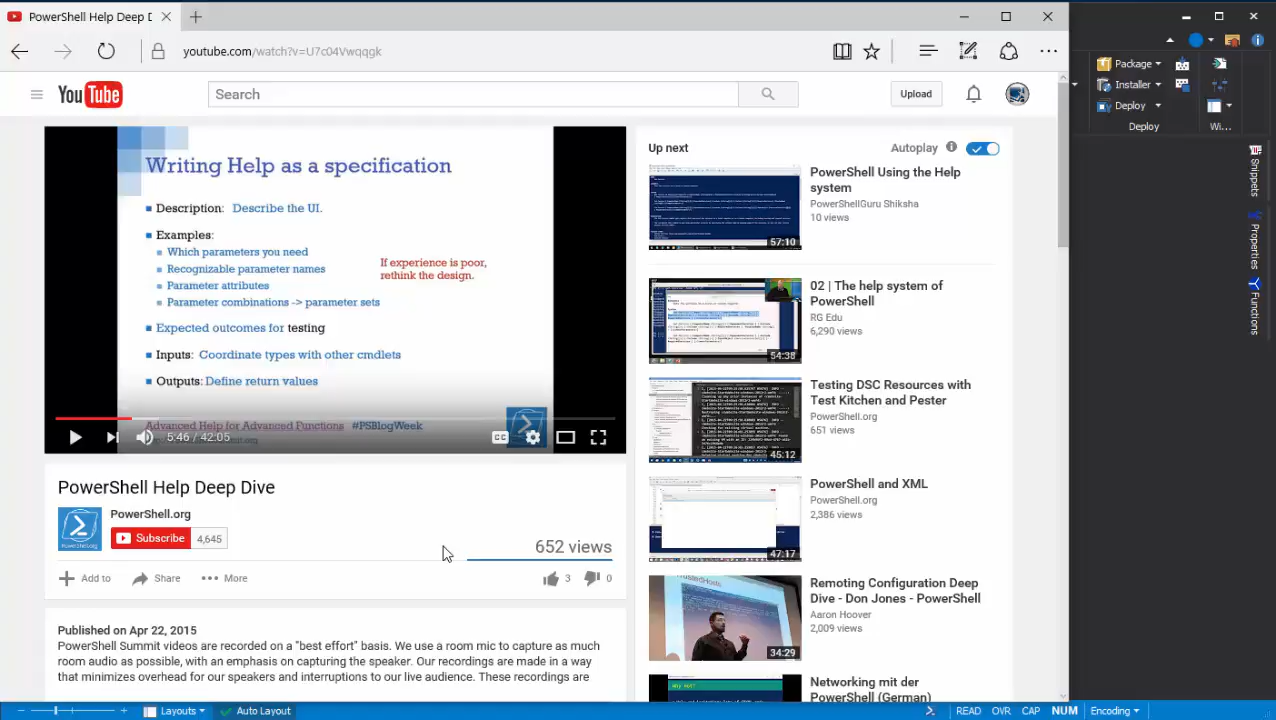 PowerShell Help Deep D
youtube.com/watch?v=U7c04Vwqqgk
YouTube
Search
Upload
Writing Help as a specification
Description: Describe the UI.
Examples:
Which parameters you need
Recognizable parameter names
Parameter attributes
Parameter combinations -> parameter sets
If experience is poor,
rethink the design.
Expected outcomes for testing
Inputs: Coordinate types with other cmdlets
Outputs: Define return values
Advanced Help for Advanced Functions #PSBlogWeek
5:46 / 42:05
CC
PowerShell Help Deep Dive
PowerShell.org
PowerShell.org
Subscribe 4,645
652 views
Add to Share More
3 0
Published on Apr 22, 2015
PowerShell Summit videos are recorded on a "best effort" basis. We use a room mic to capture as much
room audio as possible, with an emphasis on capturing the speaker. Our recordings are made in a way
that minimizes overhead for our speakers and interruptions to our live audience. These recordings are
Up next
Autoplay
PowerShell Using the Help
system
PowerShellGuru Shiksha
10 views
57:10
02 | The help system of
PowerShell
RG Edu
6,290 views
54:38
Testing DSC Resources with
Test Kitchen and Pester
PowerShell.org
651 views
45:12
PowerShell and XML
PowerShell.org
2,386 views
47:17
Remoting Configuration Deep
Dive - Don Jones - PowerShell
Aaron Hoover
2,009 views
34:29
Networking mit der
PowerShell (German)
Package
Installer
Deploy
Deploy
Wi...
Snippets
Properties
Functions
Layouts
Auto Layout
READ OVR CAP NUM Encoding